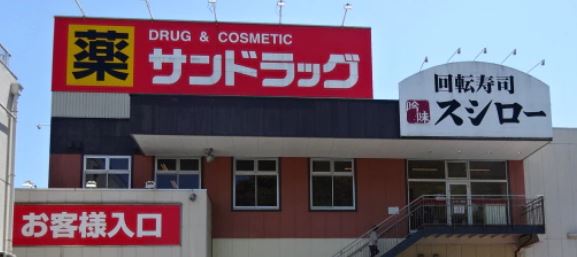 薬
DRUG & COSMETIC
サンドラッグ
回転寿司
吟味
スシロー
お客様入口